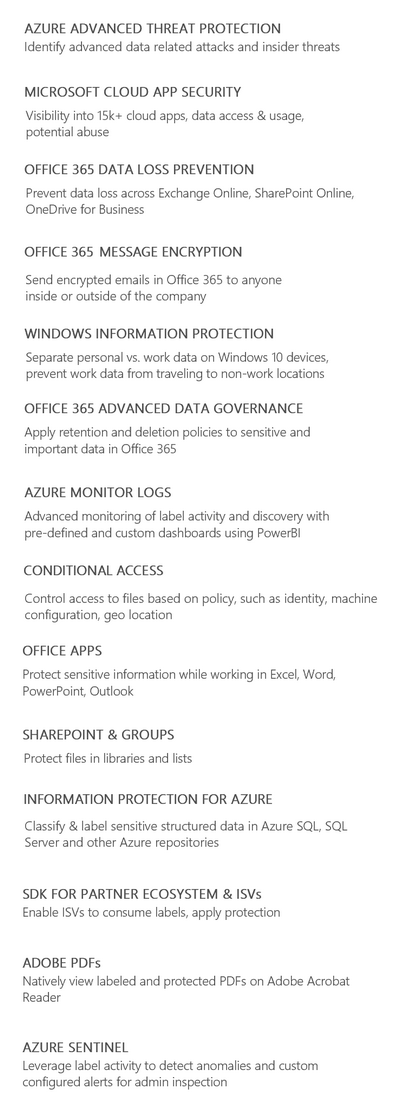 AZURE ADVANCED THREAT PROTECTION
Identify advanced data related attacks and insider threats
MICROSOFT CLOUD APP SECURITY
Visibility into 15k+ cloud apps, data access & usage,
potential abuse
OFFICE 365 DATA LOSS PREVENTION
Prevent data loss across Exchange Online, SharePoint Online,
OneDrive for Business
OFFICE 365 MESSAGE ENCRYPTION
Send encrypted emails in Office 365 to anyone
inside or outside of the company
WINDOWS INFORMATION PROTECTION
Separate personal vs. work data on Windows 10 devices,
prevent work data from traveling to non-work locations
OFFICE 365 ADVANCED DATA GOVERNANCE
Apply retention and deletion policies to sensitive and
important data in Office 365
AZURE MONITOR LOGS
Advanced monitoring of label activity and discovery with
pre-defined and custom dashboards using PowerBI
CONDITIONAL ACCESS
Control access to files based on policy, such as identity, machine
configuration, geo location
OFFICE APPS
Protect sensitive information while working in Excel, Word,
PowerPoint, Outlook
SHAREPOINT & GROUPS
Protect files in libraries and lists
INFORMATION PROTECTION FOR AZURE
Classify & label sensitive structured data in Azure SQL, SQL
Server and other Azure repositories
SDK FOR PARTNER ECOSYSTEM & ISVs
Enable ISVs to consume labels, apply protection
ADOBE PDFs
Natively view labeled and protected PDFs on Adobe Acrobat
Reader
AZURE SENTINEL
Leverage label activity to detect anomalies and custom
configured alerts for admin inspection